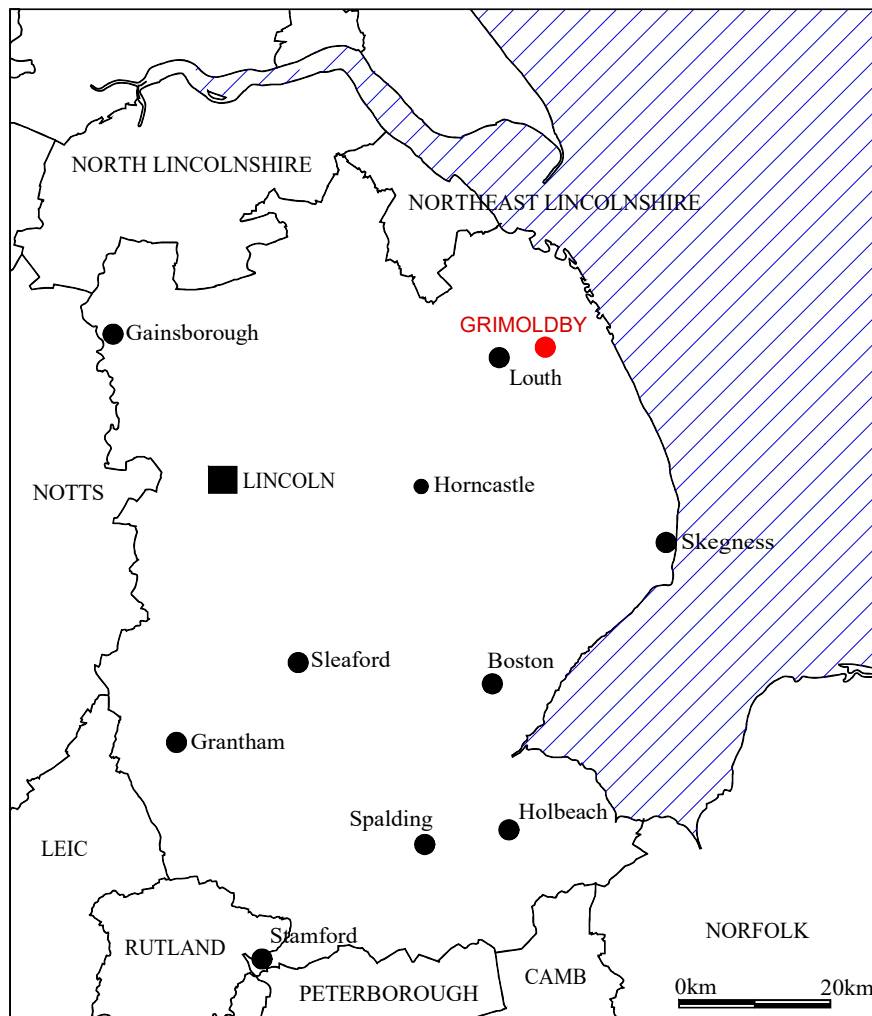 NORTH LINCOLNSHIRE
NORTHEAST LINCOLNSHIRE
GRIMOLDBY
Gainsborough
Louth
NOTTS
LINCOLN
Horncastle
Skegness
Sleaford
Boston
Grantham
Spalding
Holbeach
LEIC
RUTLAND
Stamford
NORFOLK
CAMB
PETERBOROUGH
0km
20km